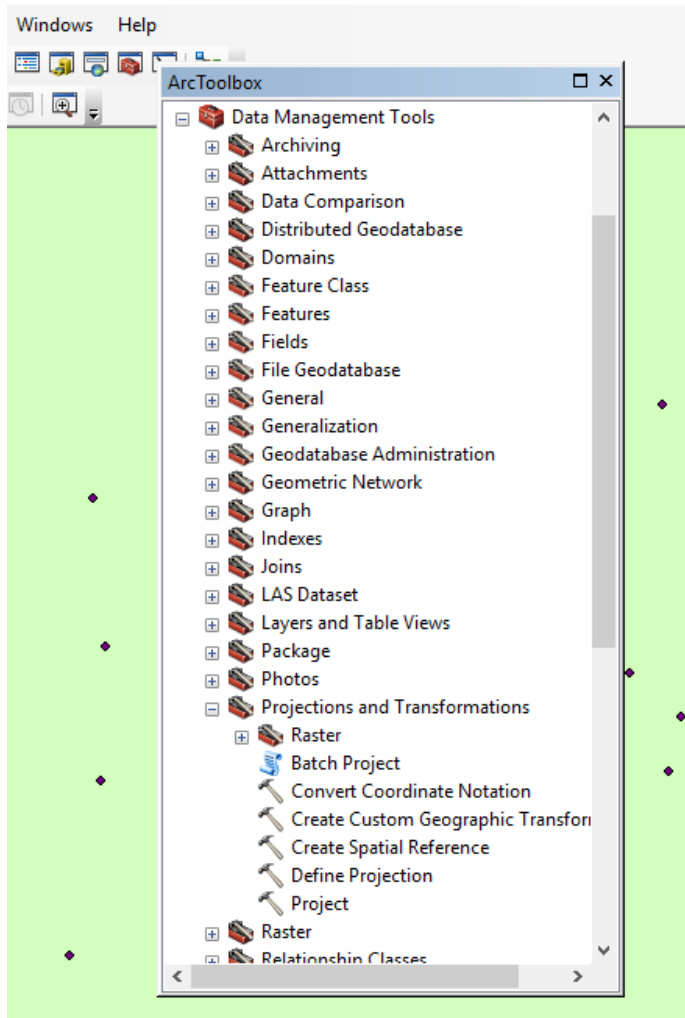 Windows Help
ArcToolbox
Data Management Tools
Archiving
Attachments
Data Comparison
Distributed Geodatabase
Domains
Feature Class
Features
Fields
File Geodatabase
General
Generalization
Geodatabase Administration
Geometric Network
Graph
Indexes
Joins
LAS Dataset
Layers and Table Views
Package
Photos
Projections and Transformations
Raster
Batch Project
Convert Coordinate Notation
Create Custom Geographic Transfor
Create Spatial Reference
Define Projection
Project
Raster
Relationship Classes